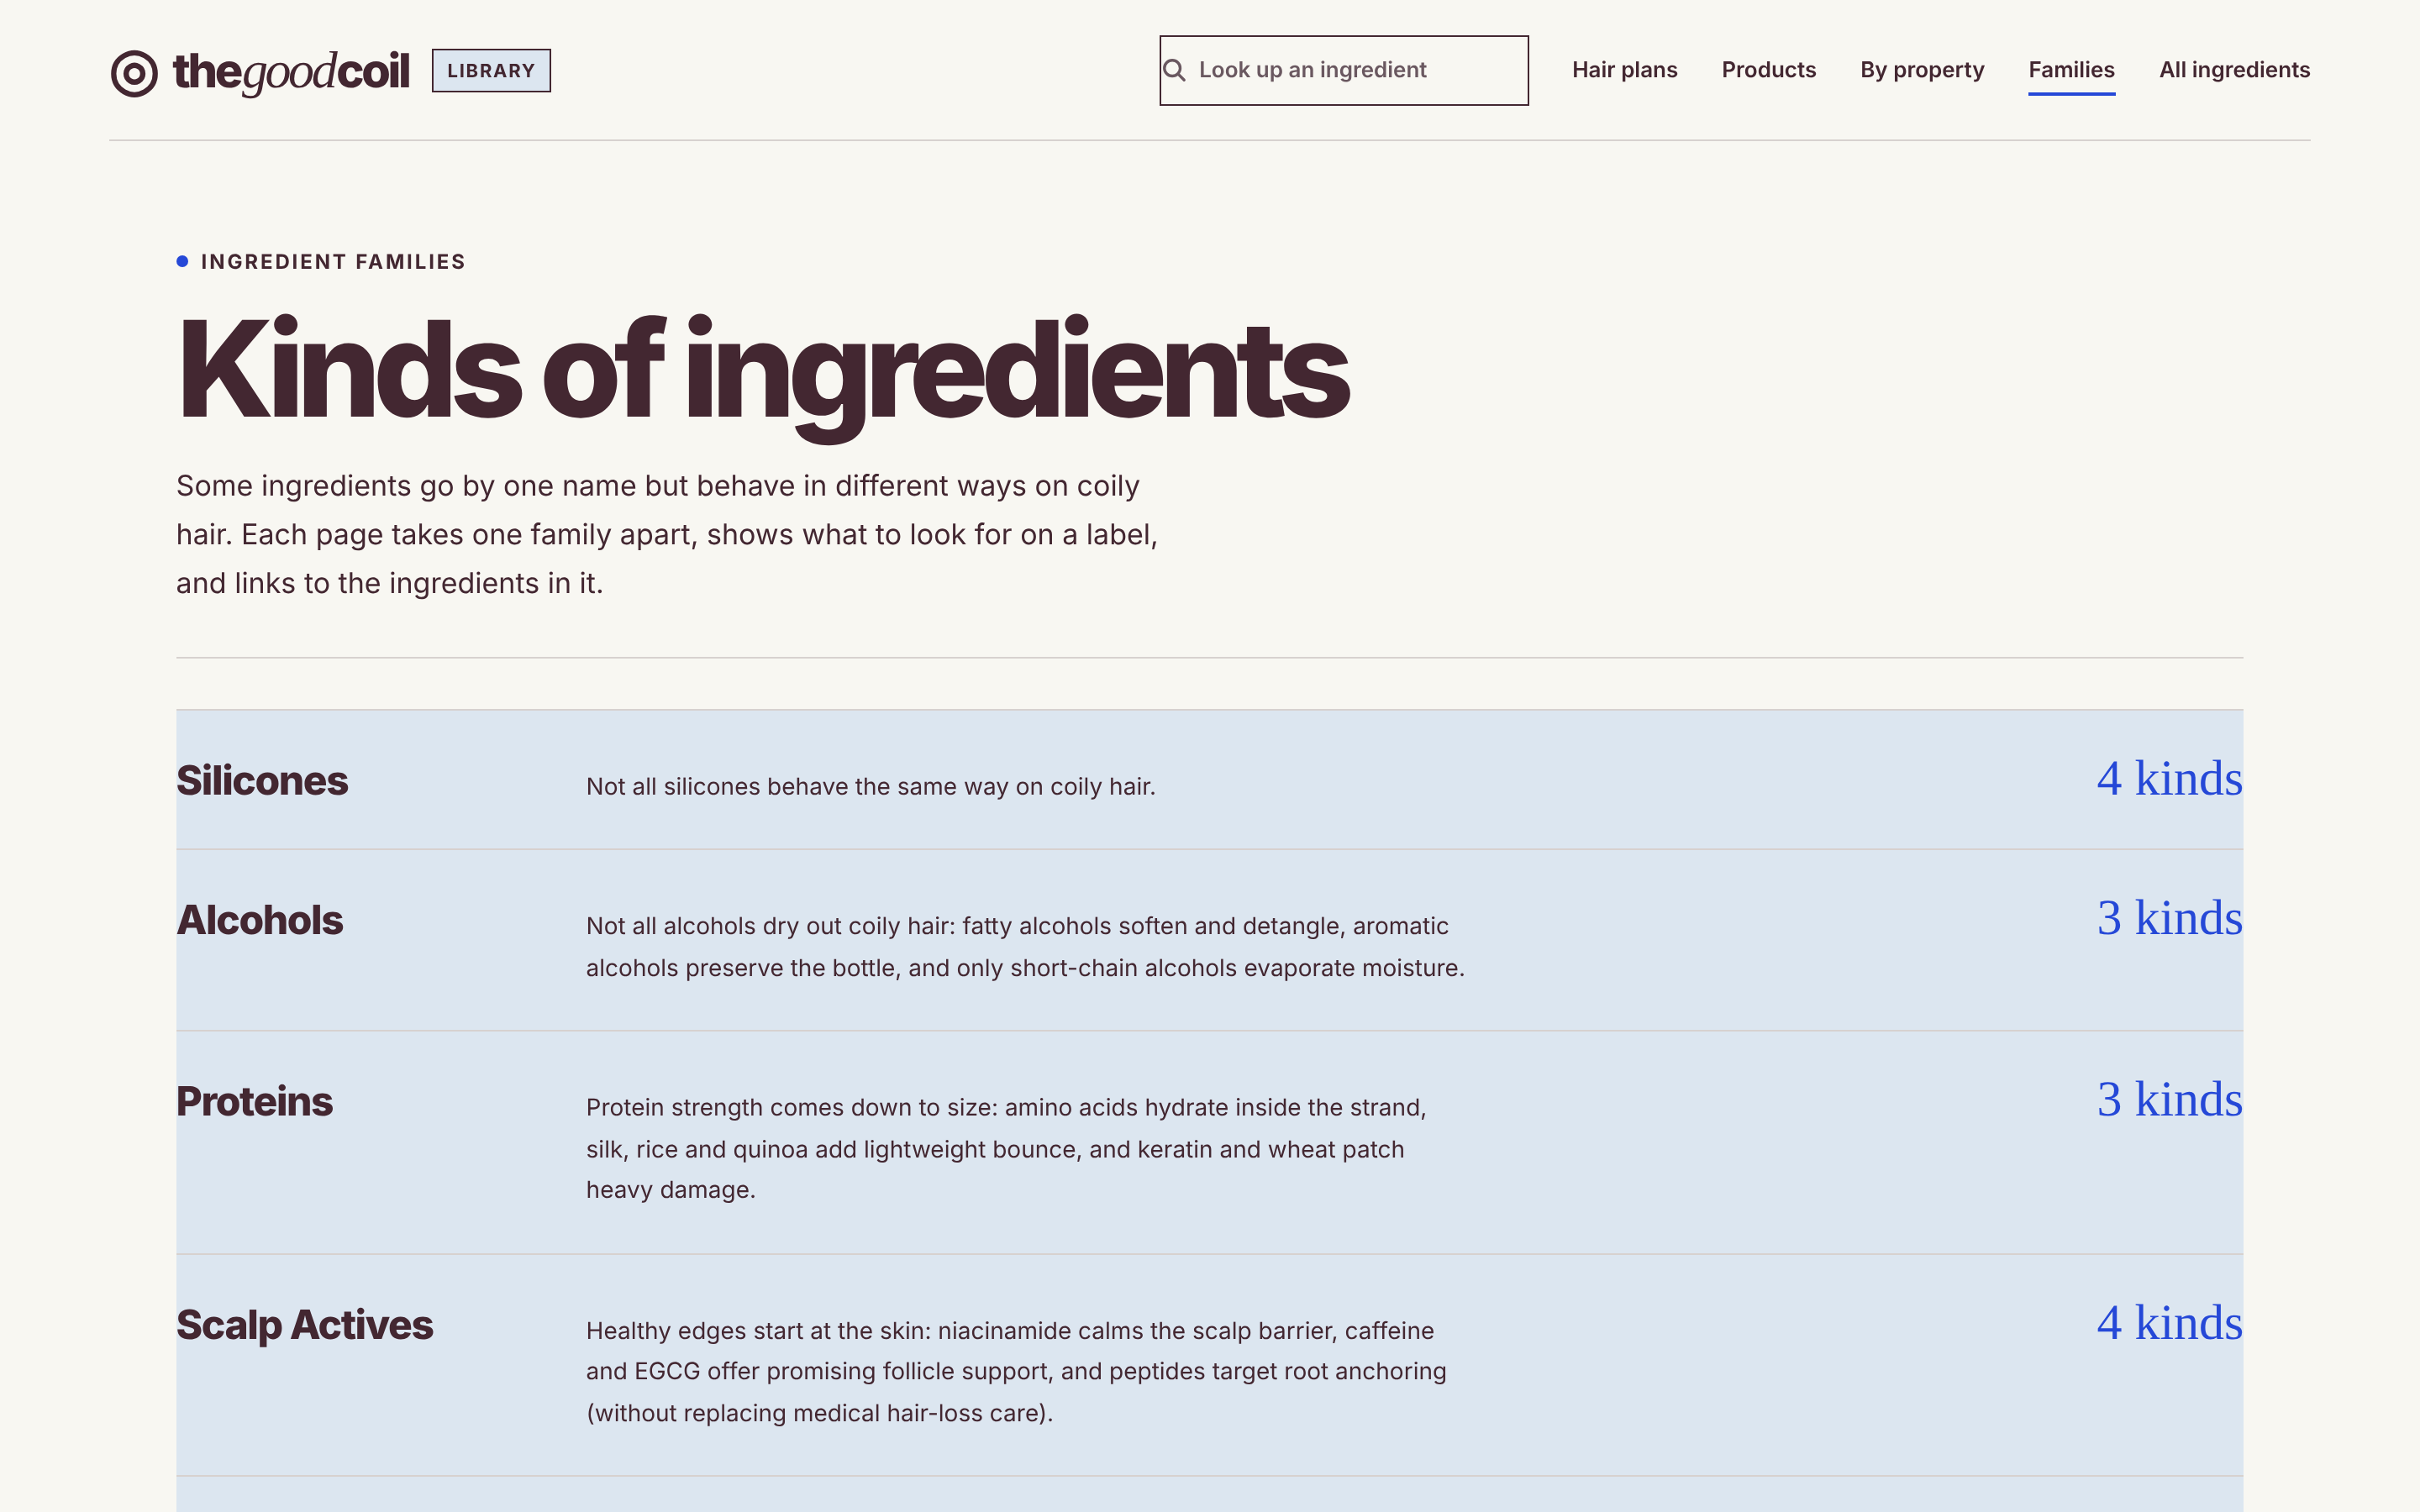 thegoodcoil LIBRARY
Look up an ingredient
Hair plans Products By property Families All ingredients
INGREDIENT FAMILIES
Kinds of ingredients
Some ingredients go by one name but behave in different ways on coily
hair. Each page takes one family apart, shows what to look for on a label,
and links to the ingredients in it.
Silicones
Not all silicones behave the same way on coily hair.
4 kinds
Alcohols
Not all alcohols dry out coily hair: fatty alcohols soften and detangle, aromatic
alcohols preserve the bottle, and only short-chain alcohols evaporate moisture.
3 kinds
Proteins
Protein strength comes down to size: amino acids hydrate inside the strand,
silk, rice and quinoa add lightweight bounce, and keratin and wheat patch
heavy damage.
3 kinds
Scalp Actives
Healthy edges start at the skin: niacinamide calms the scalp barrier, caffeine
and EGCG offer promising follicle support, and peptides target root anchoring
(without replacing medical hair-loss care).
4 kinds